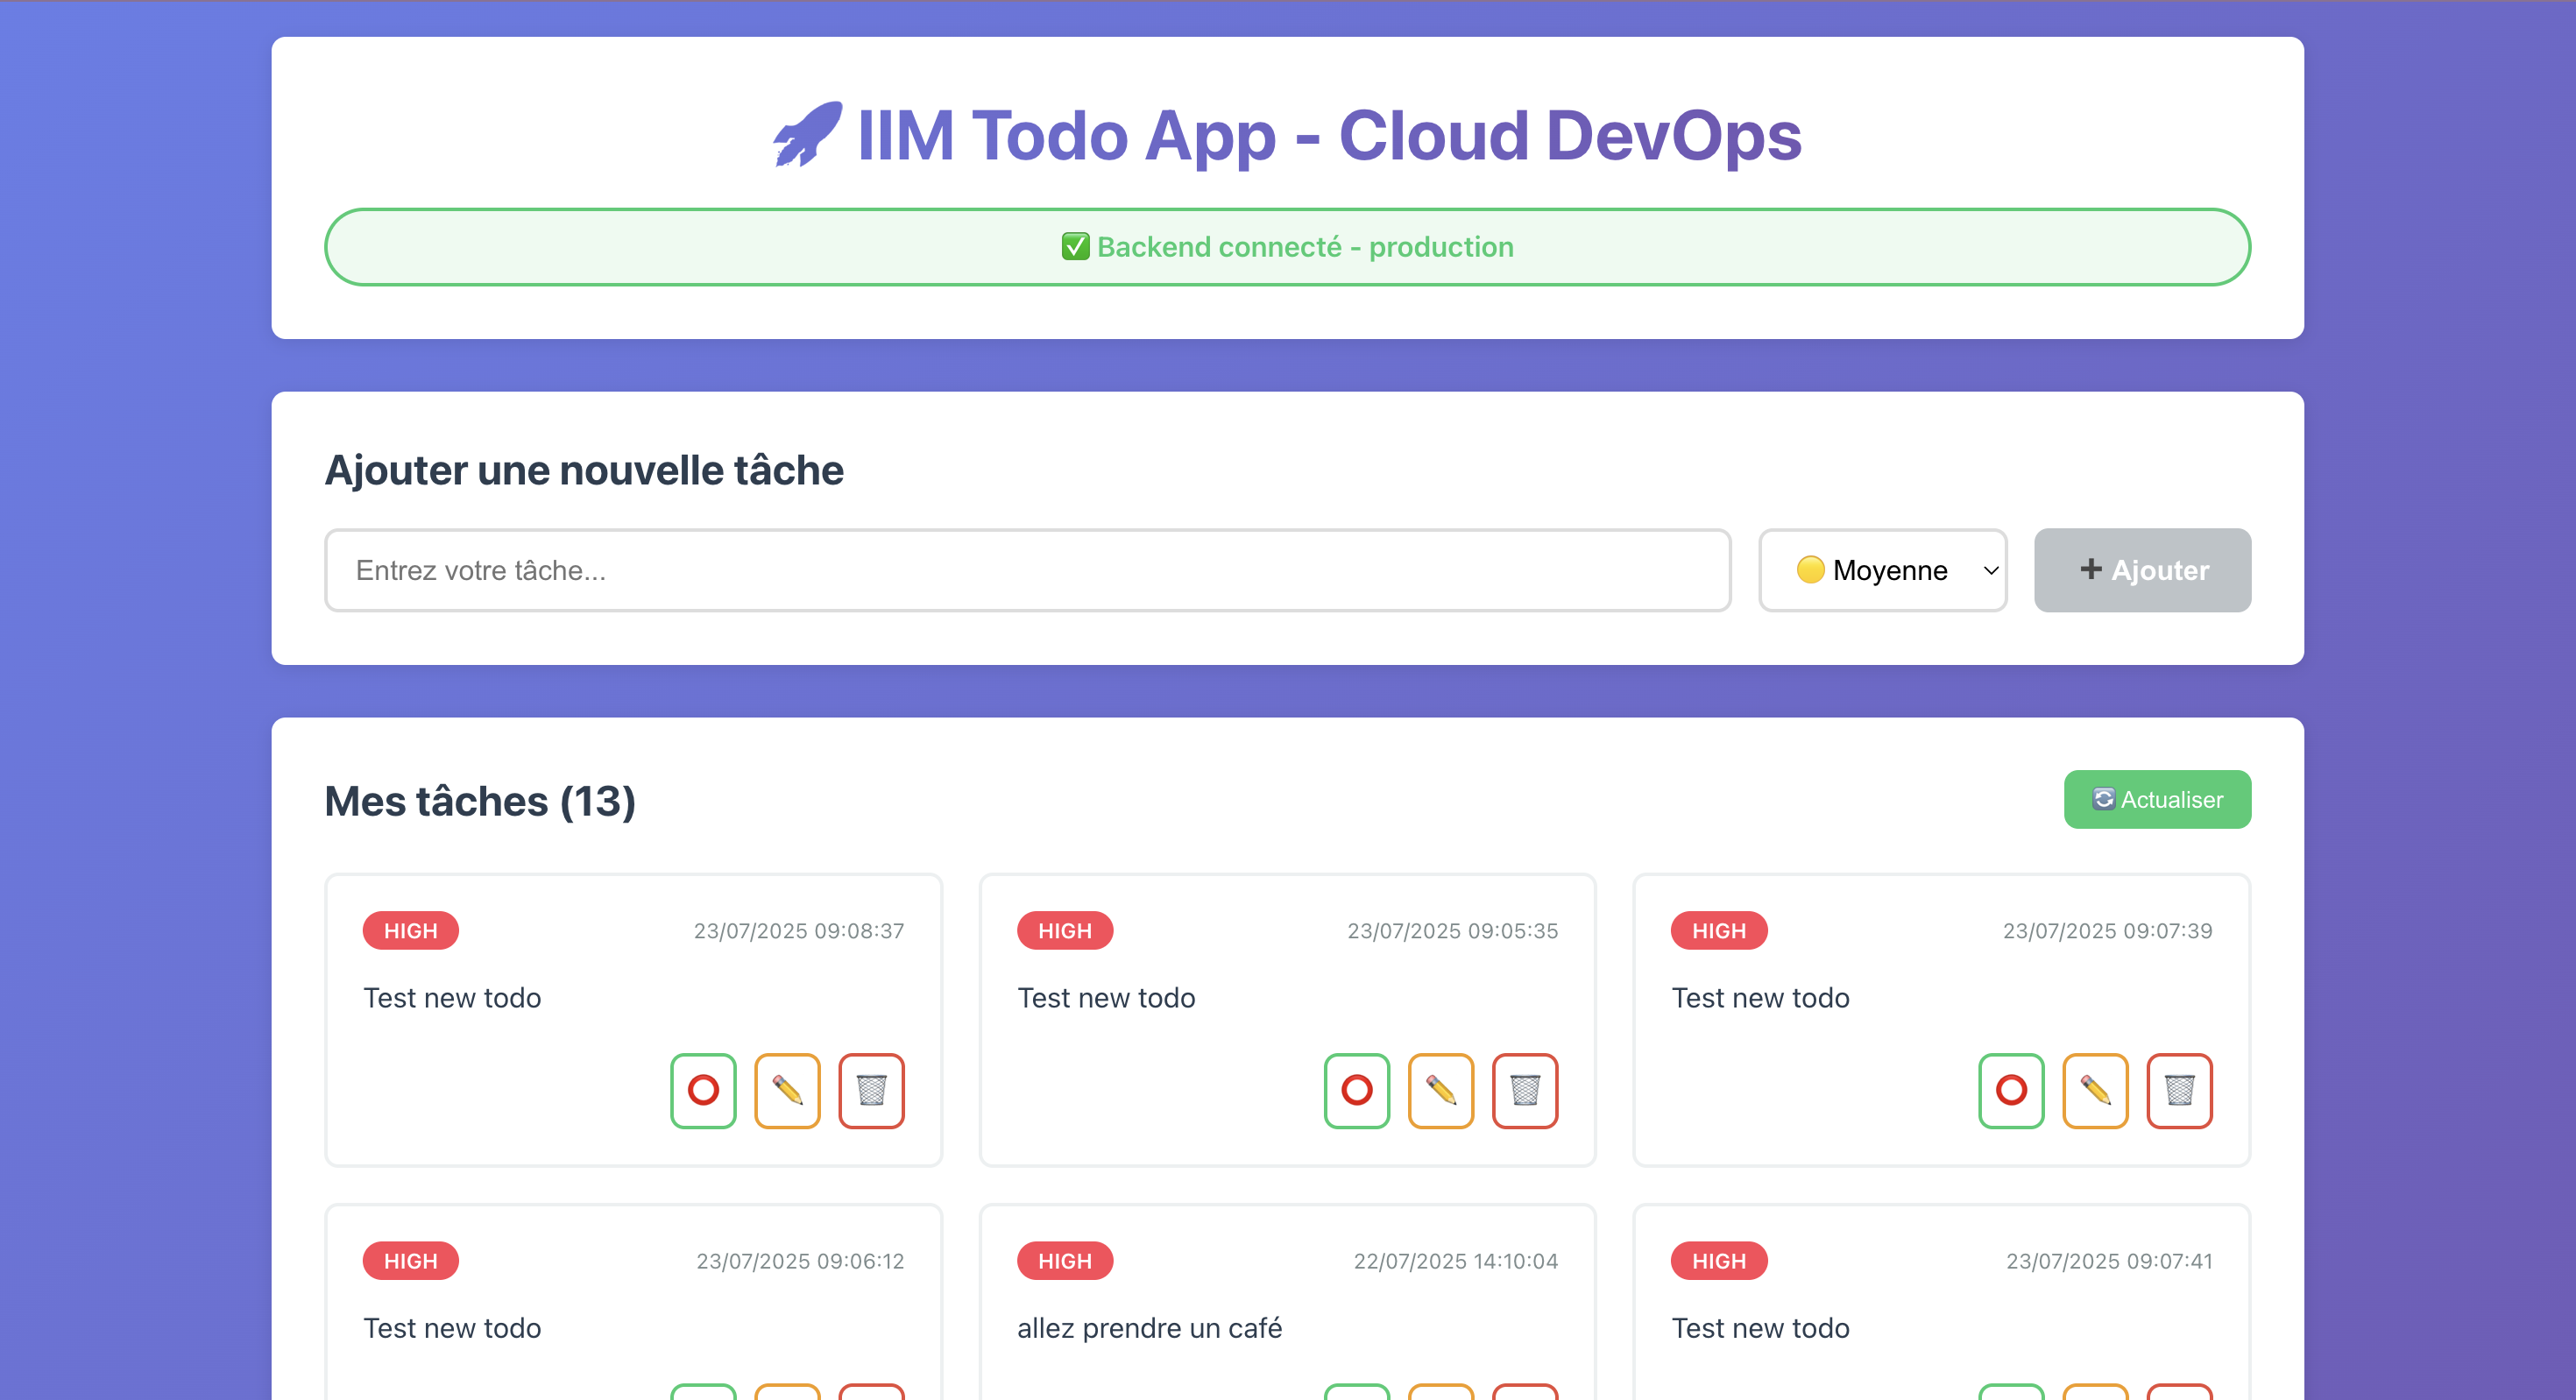 🚀 IIM Todo App - Cloud DevOps
✅ Backend connecté - production
Ajouter une nouvelle tâche
Entrez votre tâche...
🟡 Moyenne
➕ Ajouter
Mes tâches (13)
🔄 Actualiser
HIGH 23/07/2025 09:08:37
Test new todo
HIGH 23/07/2025 09:05:35
Test new todo
HIGH 23/07/2025 09:07:39
Test new todo
HIGH 23/07/2025 09:06:12
Test new todo
HIGH 22/07/2025 14:10:04
allez prendre un café
HIGH 23/07/2025 09:07:41
Test new todo